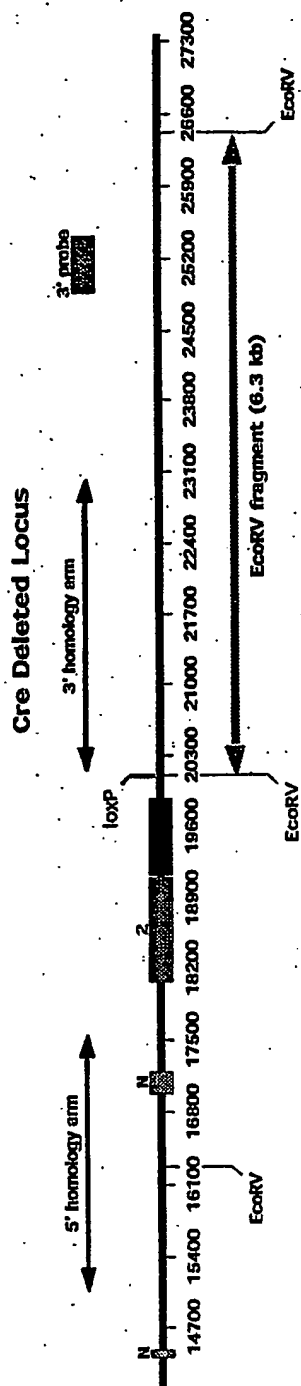 Cre Deleted Locus
5' homology arm
3' homology arm
3' probe
N
N
2
loxP
14700 15400 16100 16800 17500 18200 18900 19600 20300 21000 21700 22400 23100 23800 24500 25200 25900 26600 27300
EcoRV
EcoRV
EcoRV
EcoRV fragment (6.3 kb)